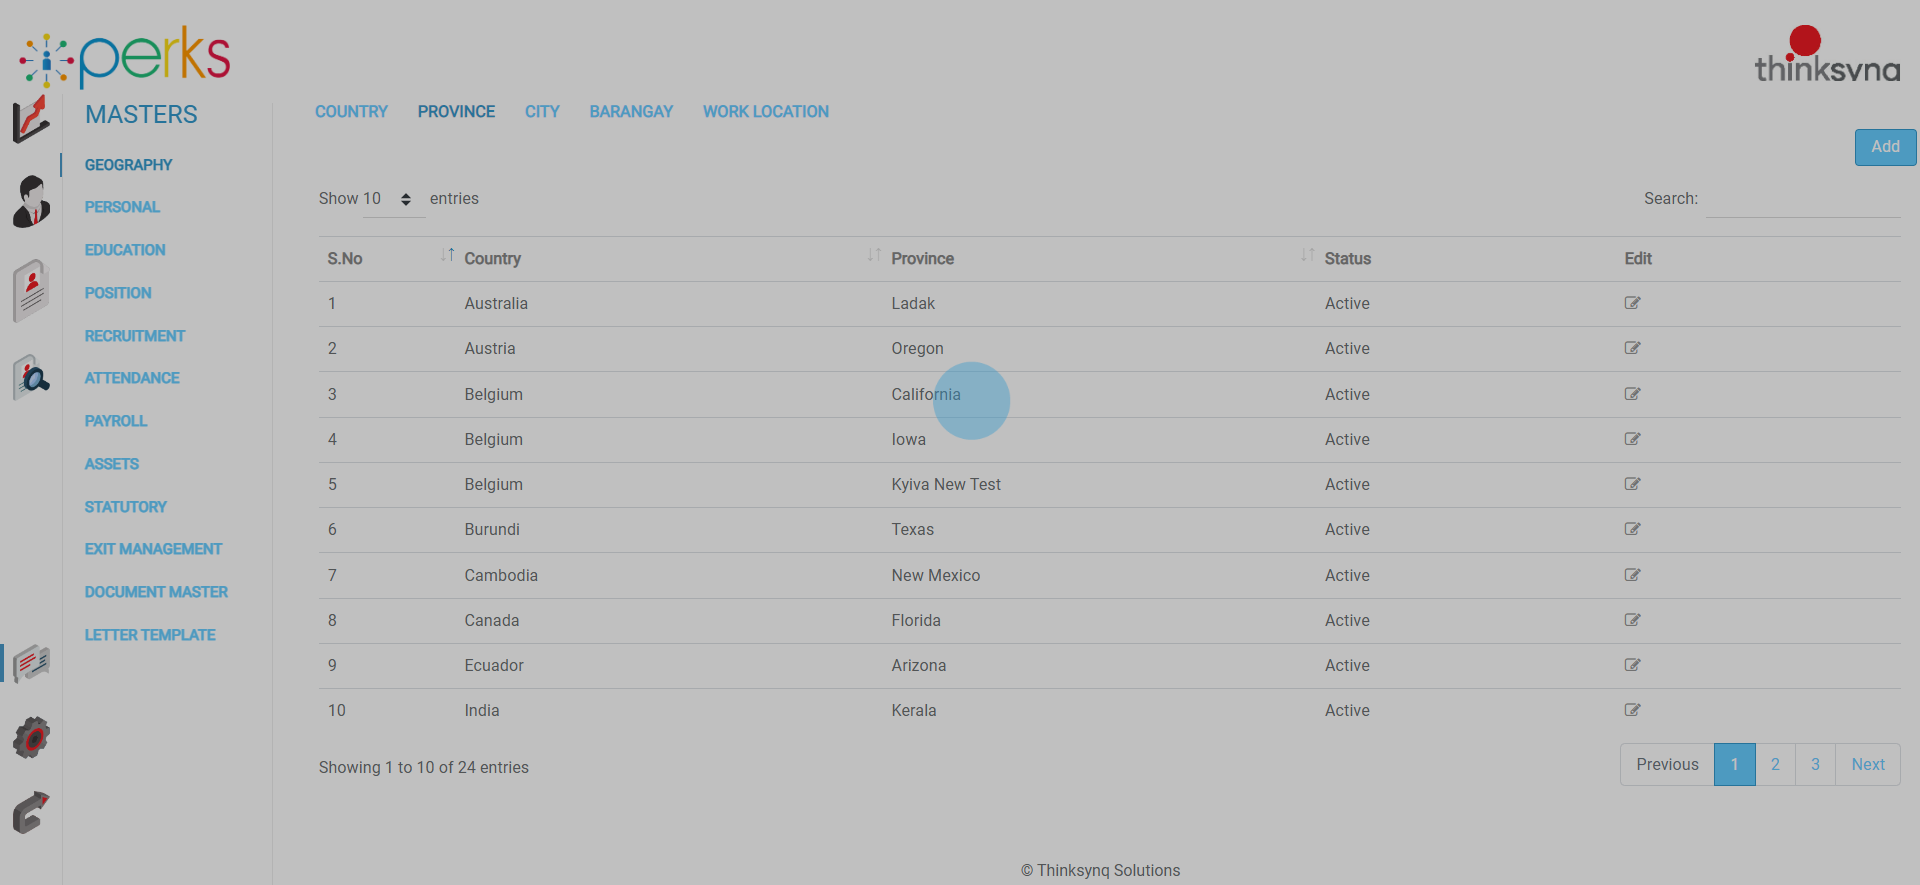 perks
thinksynq
MASTERS
COUNTRY PROVINCE CITY BARANGAY WORK LOCATION
Add
GEOGRAPHY
PERSONAL
EDUCATION
POSITION
RECRUITMENT
ATTENDANCE
PAYROLL
ASSETS
STATUTORY
EXIT MANAGEMENT
DOCUMENT MASTER
LETTER TEMPLATE
Show 10 entries
Search:
S.No Country Province Status Edit
1 Australia Ladak Active
2 Austria Oregon Active
3 Belgium California Active
4 Belgium Iowa Active
5 Belgium Kyiva New Test Active
6 Burundi Texas Active
7 Cambodia New Mexico Active
8 Canada Florida Active
9 Ecuador Arizona Active
10 India Kerala Active
Showing 1 to 10 of 24 entries
Previous 1 2 3 Next
© Thinksynq Solutions